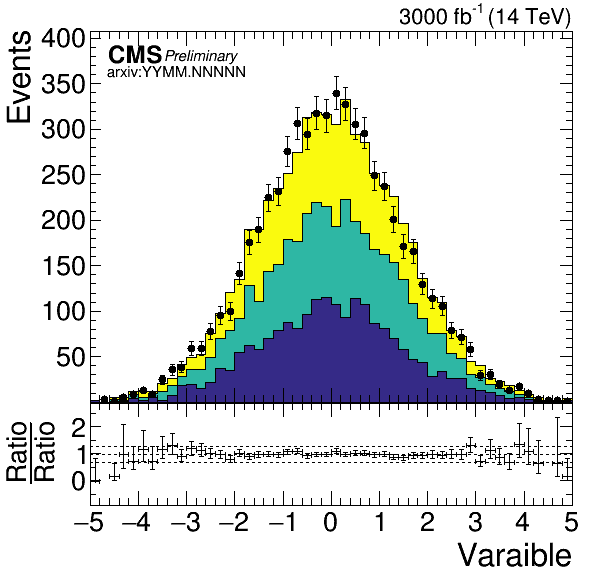 3000 fb⁻¹ (14 TeV)
CMS Preliminary
arxiv:YYMM.NNNNN
Events
400
350
300
250
200
150
100
50
Ratio
Ratio
2
1
0
−5 −4 −3 −2 −1 0 1 2 3 4 5
Varaible